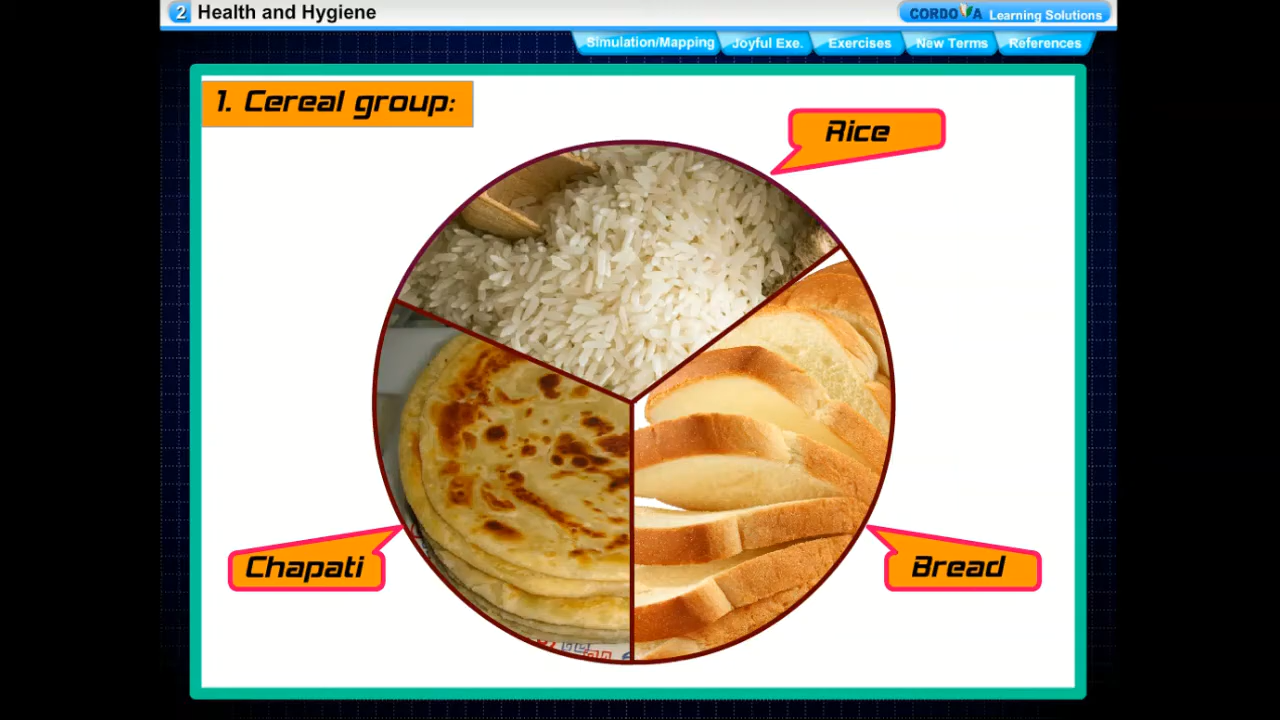 2 Health and Hygiene
CORDOVA Learning Solutions
Simulation/Mapping Joyful Exe. Exercises New Terms References
1. Cereal group:
Rice
Chapati
Bread